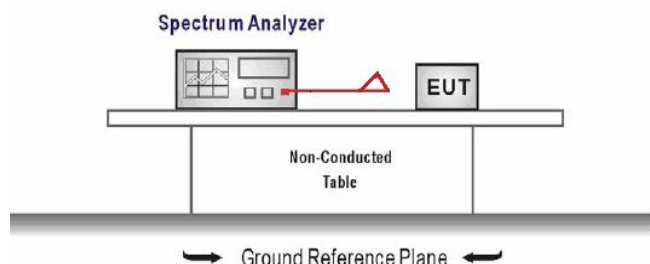 Spectrum Analyzer
EUT
Non-Conducted
Table
Ground Reference Plane